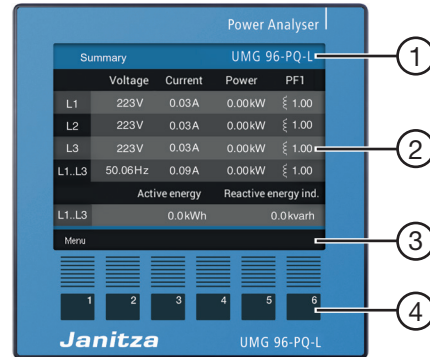 Power Analyser
Summary UMG 96-PQ-L
Voltage Current Power PF1
L1 223V 0.03A 0.00kW ξ 1.00
L2 223V 0.03A 0.00kW ξ 1.00
L3 223V 0.03A 0.00kW ξ 1.00
L1..L3 50.06Hz 0.09A 0.00kW ξ 1.00
Active energy Reactive energy ind.
L1..L3 0.0kWh 0.0kvarh
Menu
1 2 3 4 5 6
Janitza UMG 96-PQ-L
1
2
3
4